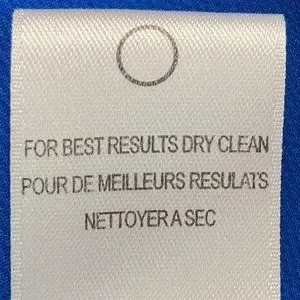 FOR BEST RESULTS DRY CLEAN
POUR DE MEILLEURS RESULATS
NETTOYER A SEC